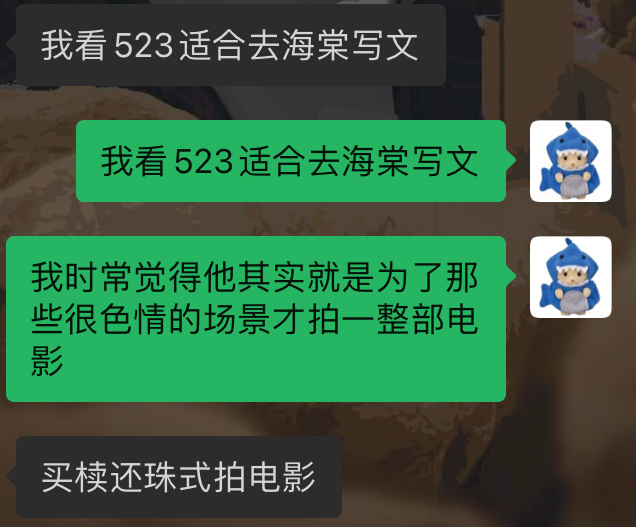 我看523适合去海棠写文
我看523适合去海棠写文
我时常觉得他其实就是为了那
些很色情的场景才拍一整部电
影
买椟还珠式拍电影